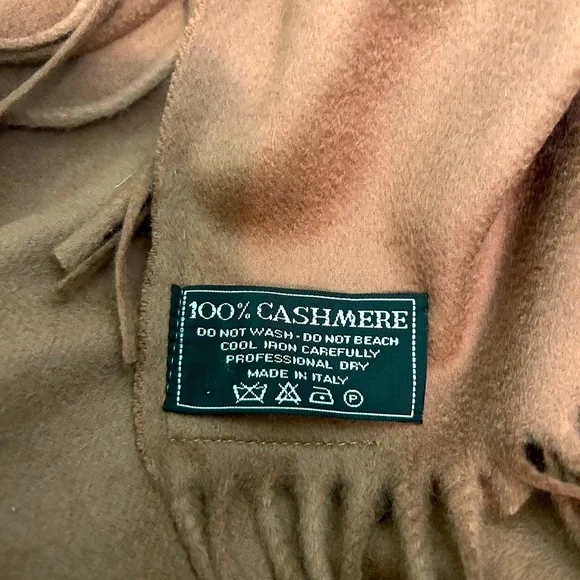 100% CASHMERE
DO NOT WASH - DO NOT BEACH
COOL IRON CAREFULLY
PROFESSIONAL DRY
MADE IN ITALY
P